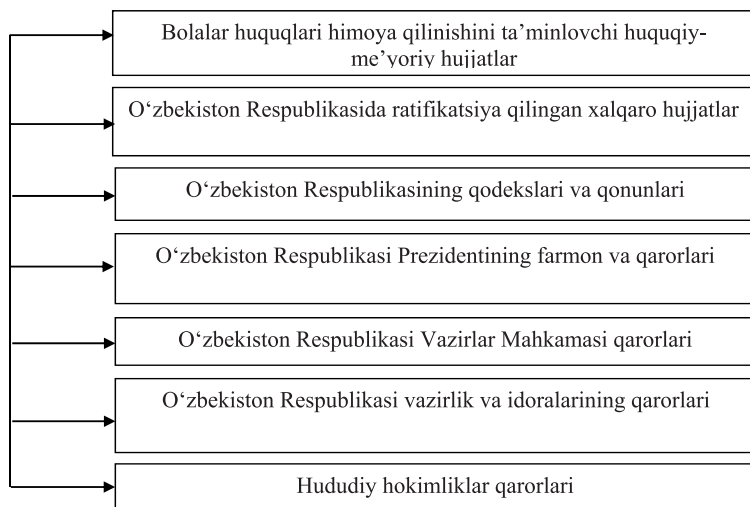 Bolalar huquqlari himoya qilinishini ta’minlovchi huquqiy-
me’yoriy hujjatlar
O‘zbekiston Respublikasida ratifikatsiya qilingan xalqaro hujjatlar
O‘zbekiston Respublikasining qodekslari va qonunlari
O‘zbekiston Respublikasi Prezidentining farmon va qarorlari
O‘zbekiston Respublikasi Vazirlar Mahkamasi qarorlari
O‘zbekiston Respublikasi vazirlik va idoralarining qarorlari
Hududiy hokimliklar qarorlari